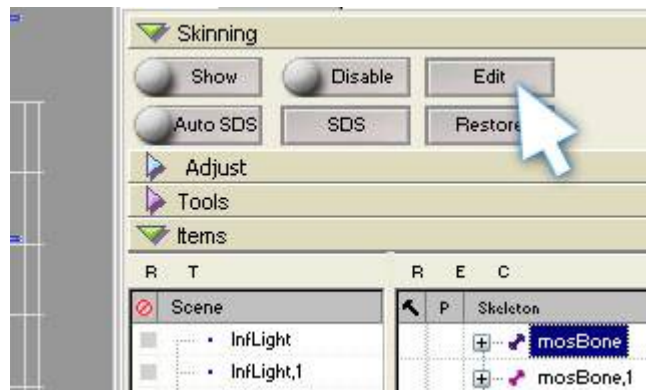 Skinning
Show Disable Edit
Auto SDS SDS Restore
Adjust
Tools
Items
R T R E C
Scene P Skeleton
InfLight mosBone
InfLight,1 mosBone,1